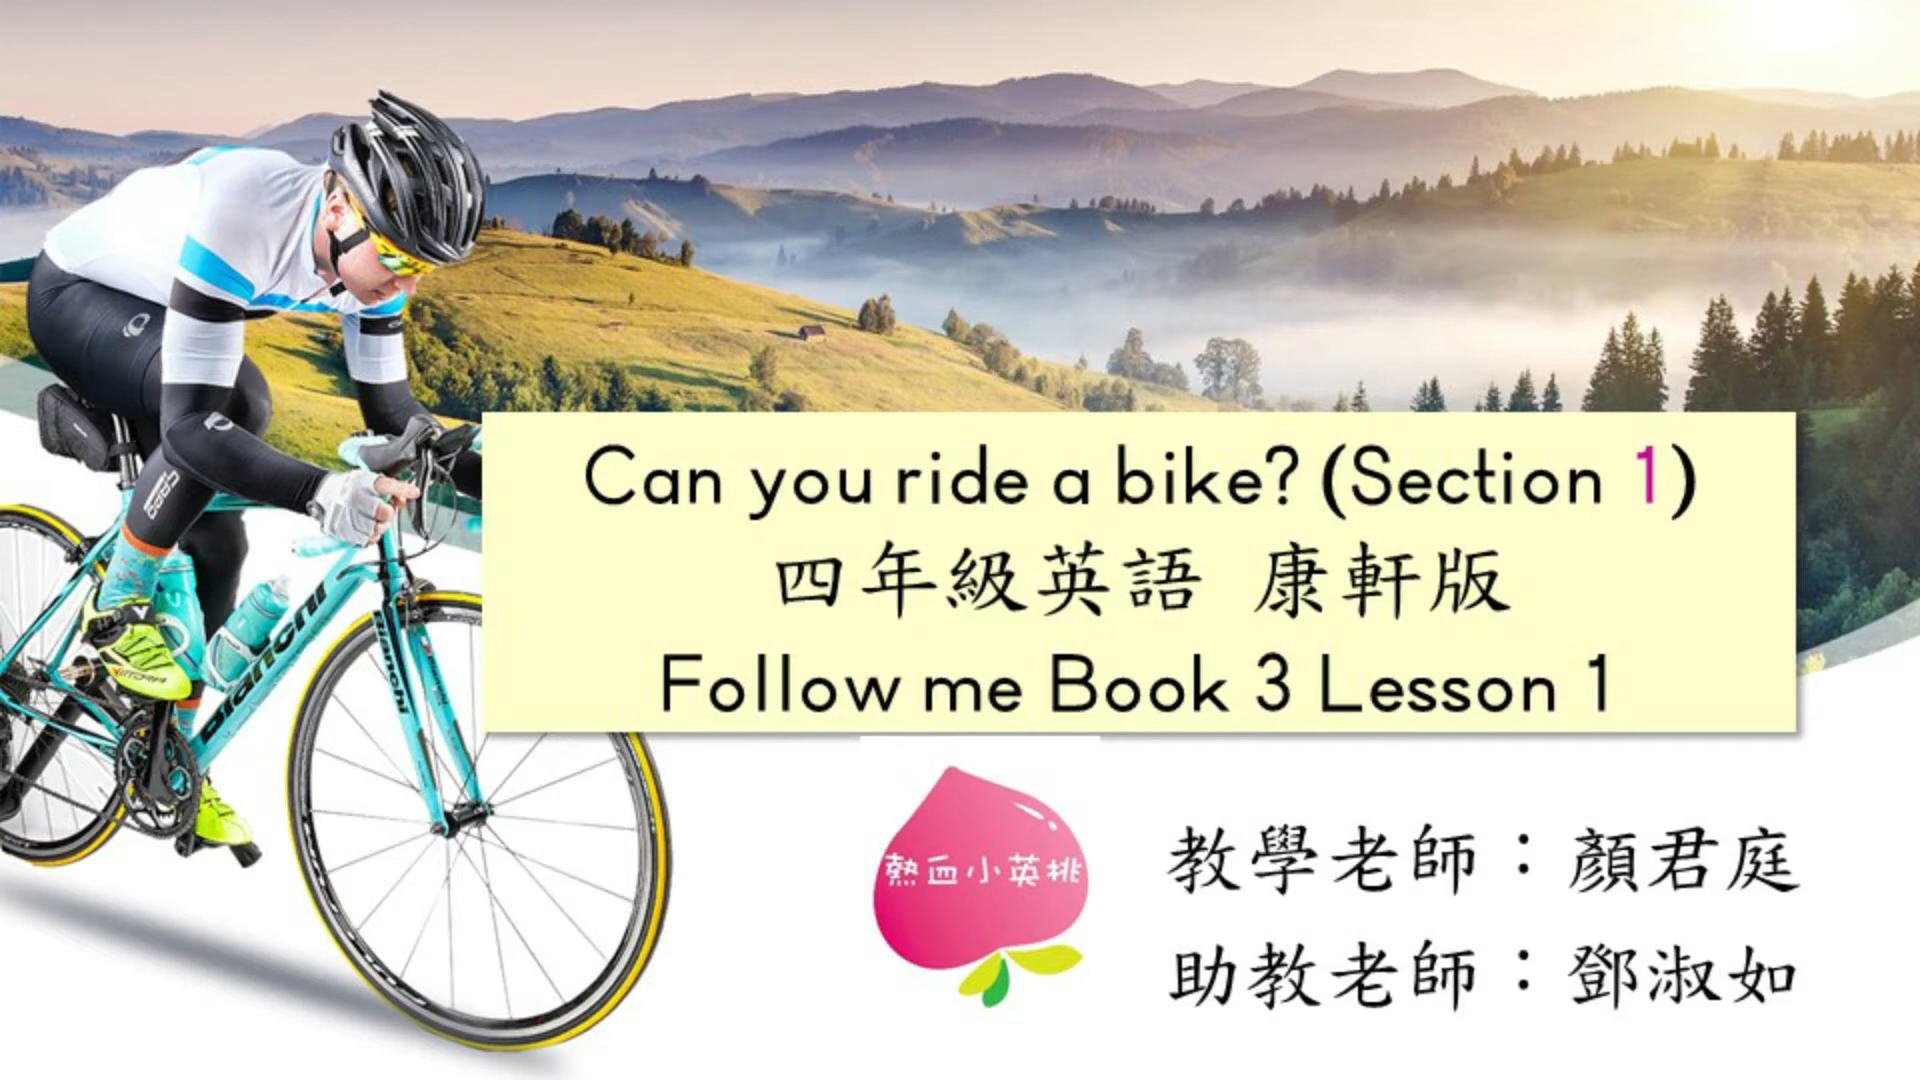 Can you ride a bike? (Section 1)
四年級英語 康軒版
Follow me Book 3 Lesson 1
熱血小英桃
教學老師：顏君庭
助教老師：鄧淑如
Bianchi
Bianchi